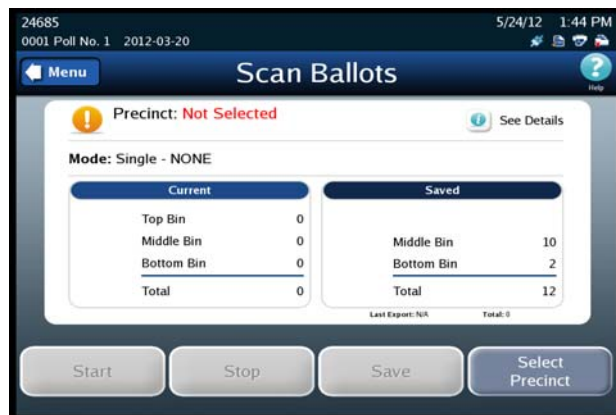 24685 5/24/12 1:44 PM
0001 Poll No. 1 2012-03-20
Menu Scan Ballots Help
Precinct: Not Selected See Details
Mode: Single - NONE
Current Saved
Top Bin 0
Middle Bin 0 Middle Bin 10
Bottom Bin 0 Bottom Bin 2
Total 0 Total 12
Last Export: N/A Total: 0
Start Stop Save Select
Precinct